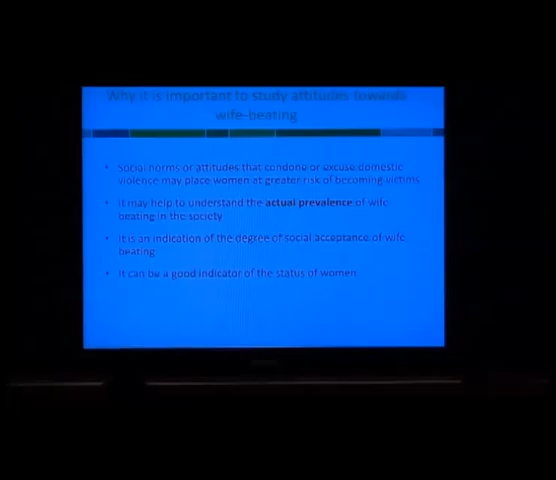 Why it is important to study attitudes towards
wife-beating
• Social norms or attitudes that condone or excuse domestic
violence may place women at greater risk of becoming victims
• It may help to understand the actual prevalence of wife
beating in the society
• It is an indication of the degree of social acceptance of wife
beating
• It can be a good indicator of the status of women